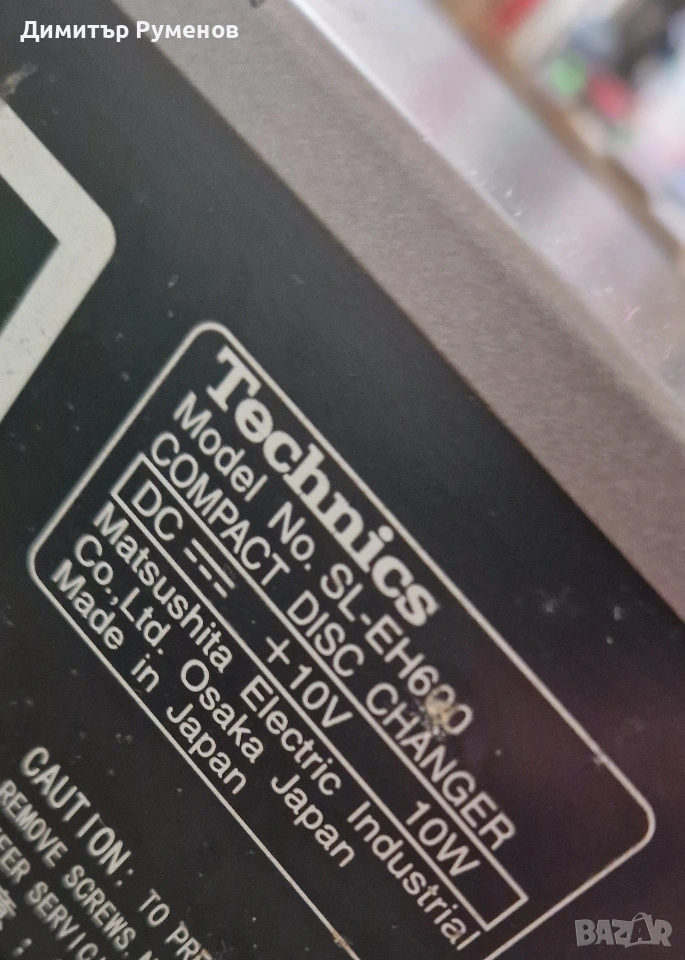 Димитър Руменов
Technics
Model No. SL-EH600
COMPACT DISC CHANGER
DC +10V 10W
Matsushita Electric Industrial
Co.,Ltd. Osaka Japan
Made in Japan
CAUTION: TO
REMOVE SCREWS.
BAZAR